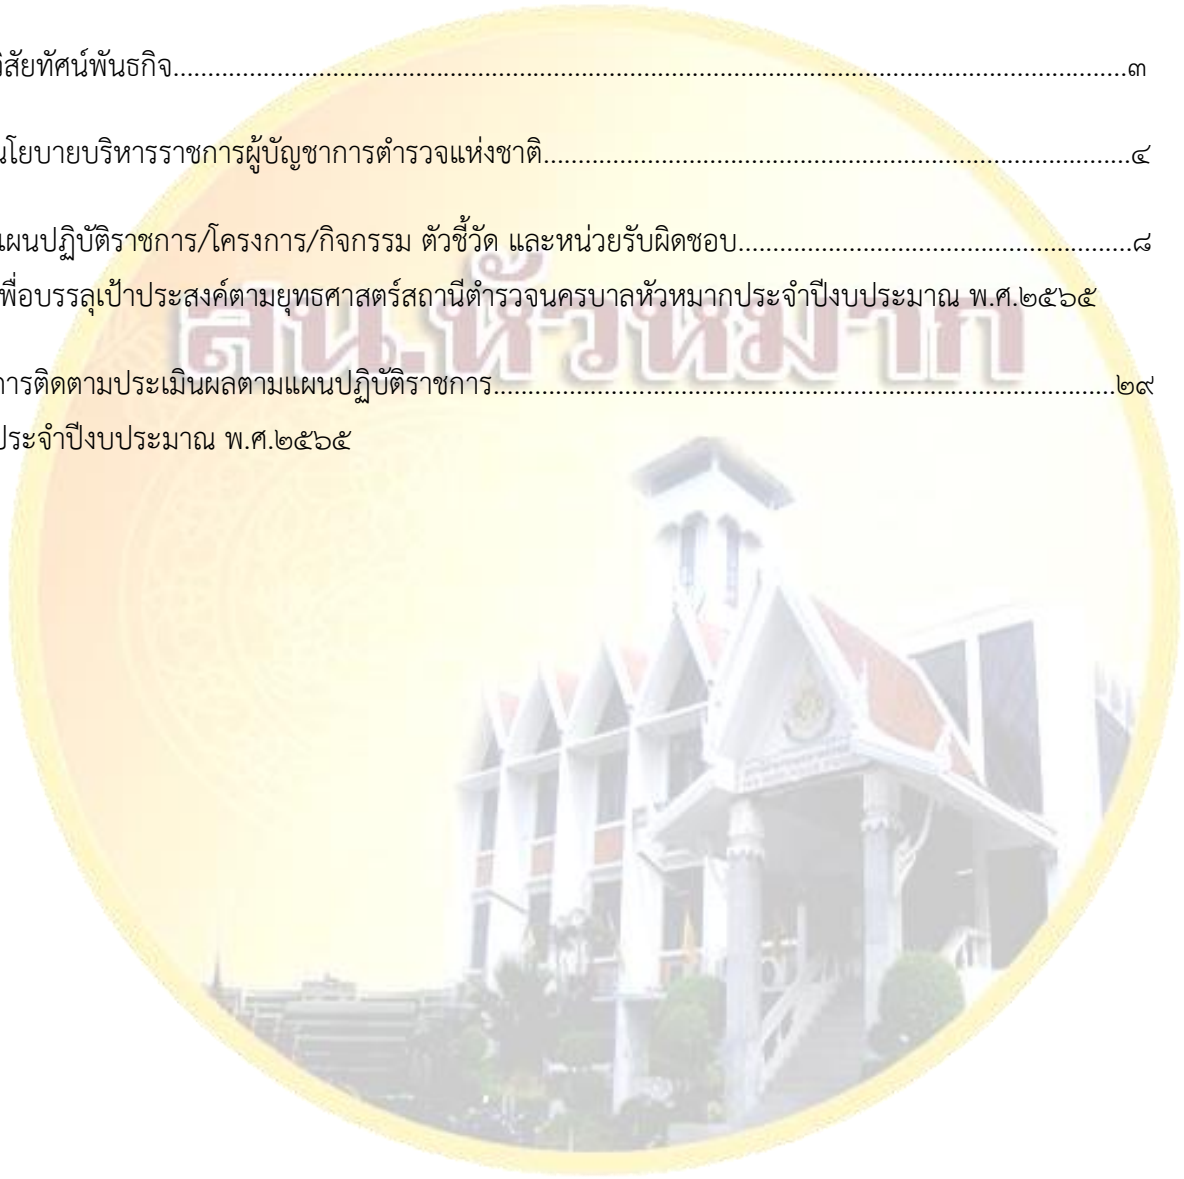 วิสัยทัศน์พันธกิจ........................................................................................................................................๓
นโยบายบริหารราชการผู้บัญชาการตำรวจแห่งชาติ....................................................................................๔
แผนปฏิบัติราชการ/โครงการ/กิจกรรม ตัวชี้วัด และหน่วยรับผิดชอบ........................................................๘
เพื่อบรรลุเป้าประสงค์ตามยุทธศาสตร์สถานีตำรวจนครบาลหัวหมากประจำปีงบประมาณ พ.ศ.๒๕๖๕
สน.หัวหมาก
การติดตามประเมินผลตามแผนปฏิบัติราชการ.........................................................................................๒๙
ประจำปีงบประมาณ พ.ศ.๒๕๖๕